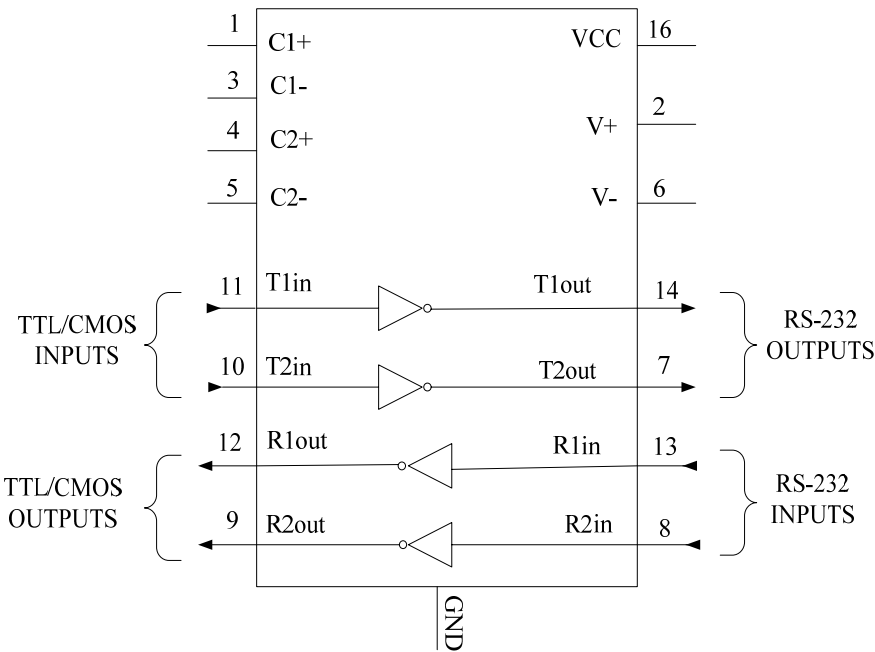 1 C1+ VCC 16
3 C1-
4 C2+ V+ 2
5 C2- V- 6
11 T1in T1out 14
TTL/CMOS
INPUTS
RS-232
OUTPUTS
10 T2in T2out 7
12 R1out R1in 13
TTL/CMOS
OUTPUTS
RS-232
INPUTS
9 R2out R2in 8
GND